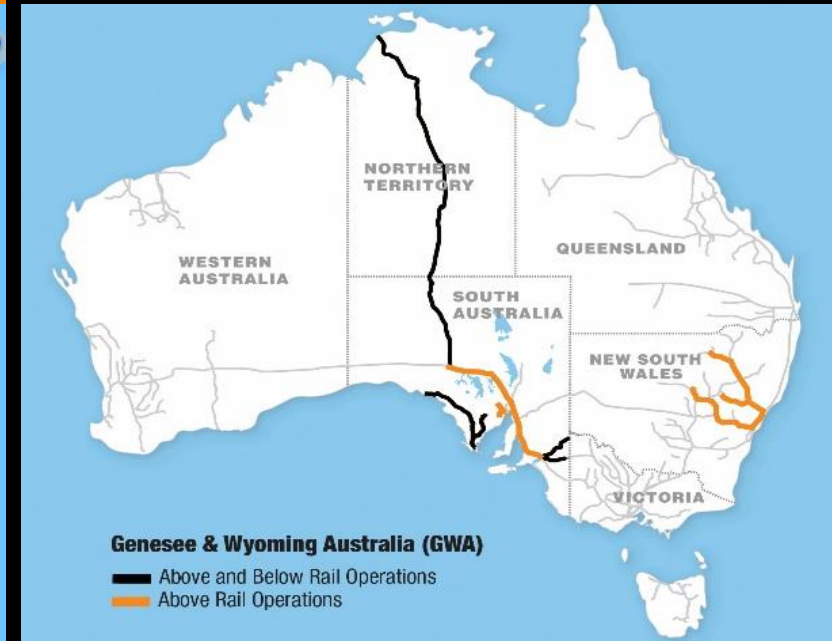 NORTHERN
TERRITORY
QUEENSLAND
WESTERN
AUSTRALIA
SOUTH
AUSTRALIA
NEW SOUTH
WALES
VICTORIA
Genesee & Wyoming Australia (GWA)
Above and Below Rail Operations
Above Rail Operations